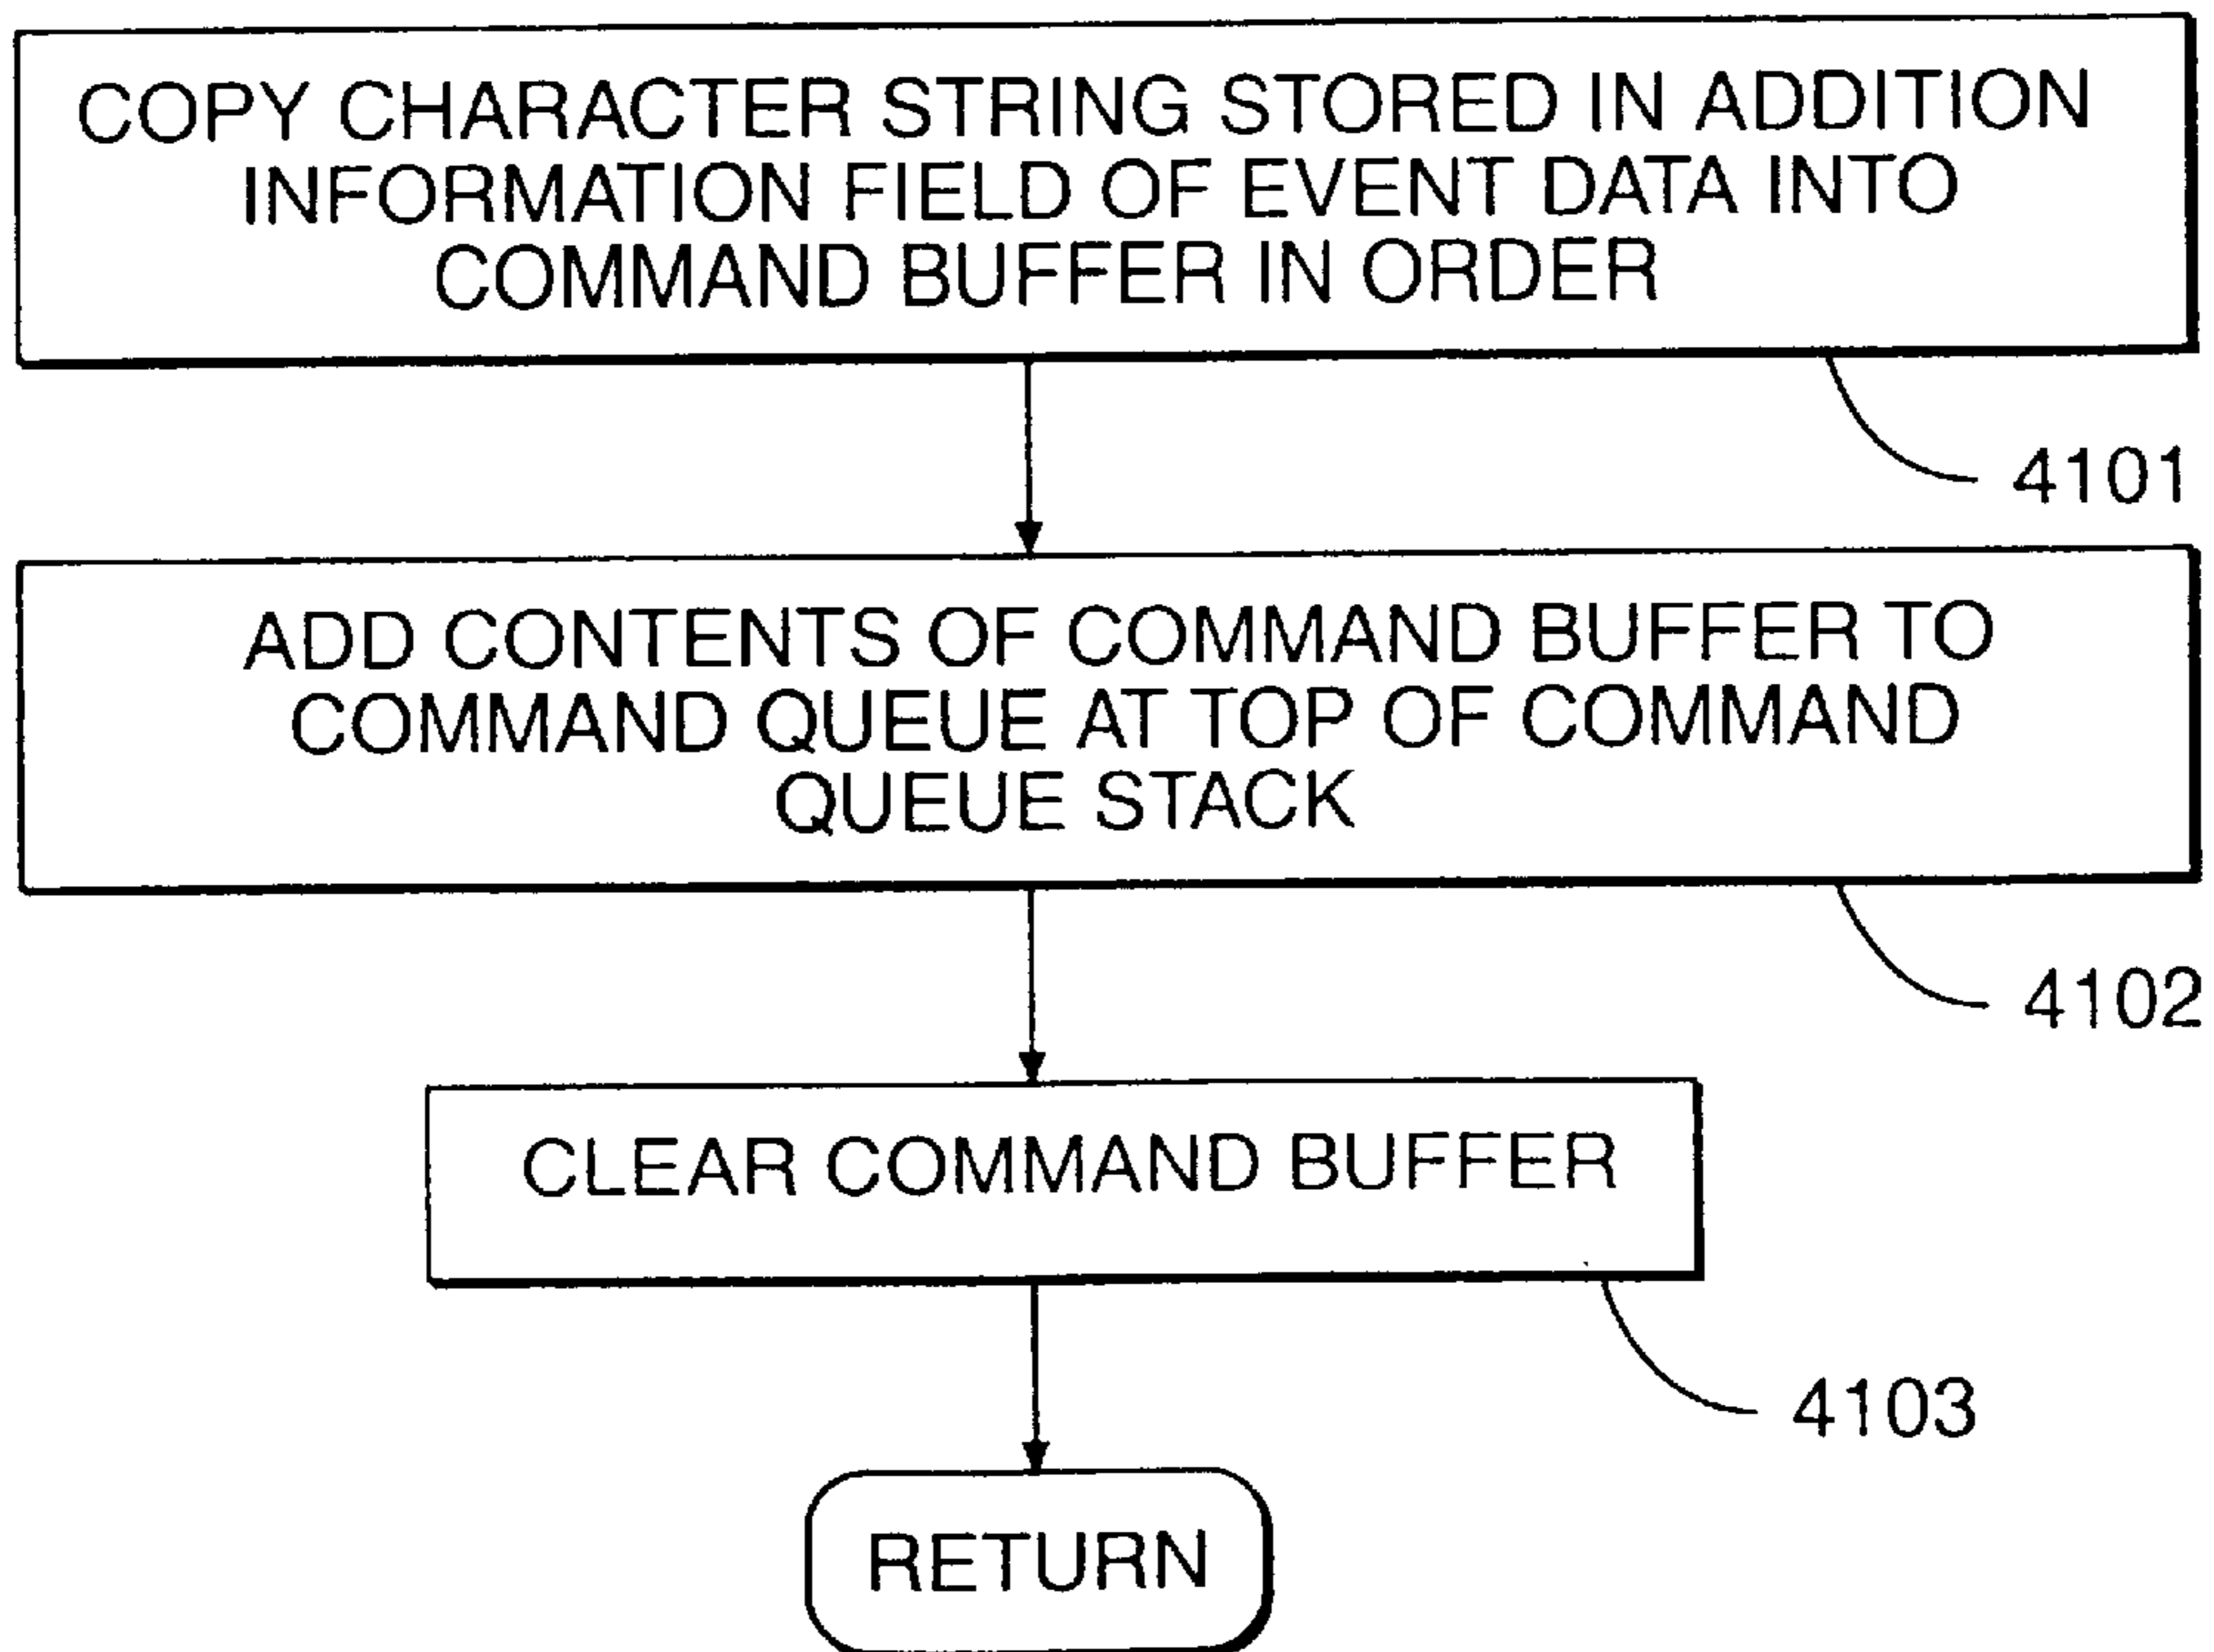 COPY CHARACTER STRING STORED IN ADDITION
INFORMATION FIELD OF EVENT DATA INTO
COMMAND BUFFER IN ORDER
4101
ADD CONTENTS OF COMMAND BUFFER TO
COMMAND QUEUE AT TOP OF COMMAND
QUEUE STACK
4102
CLEAR COMMAND BUFFER
4103
RETURN